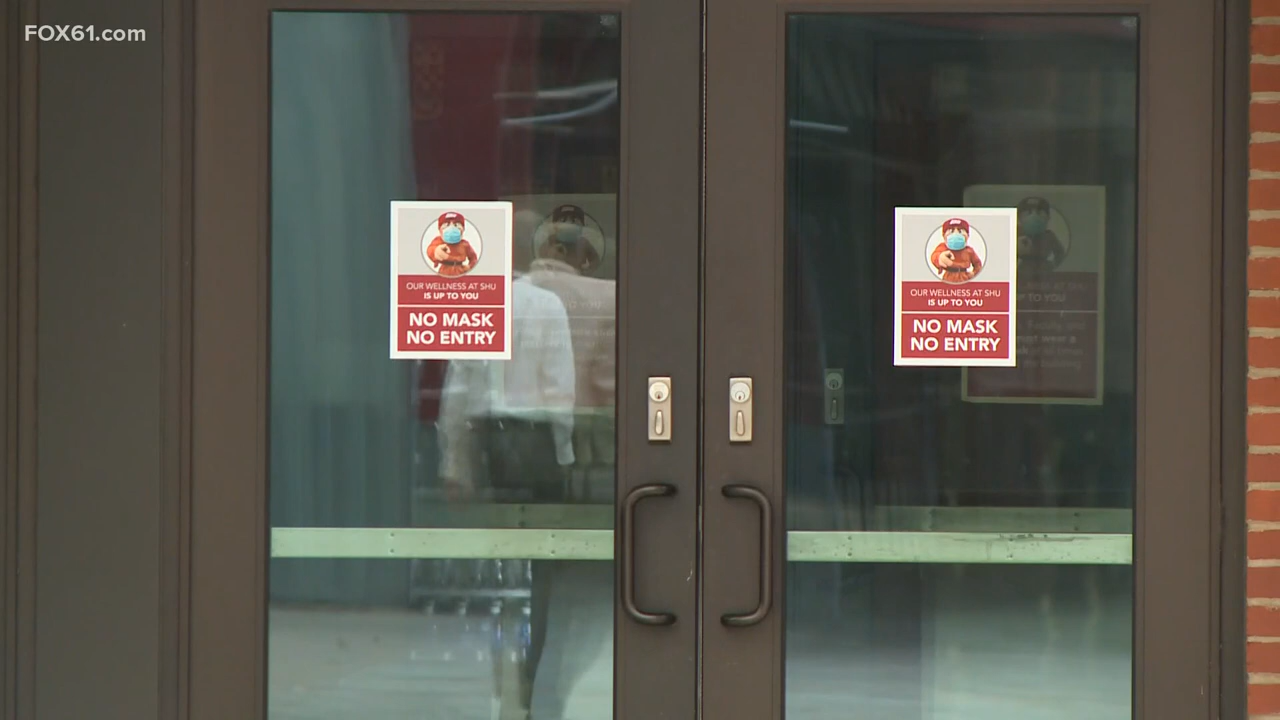 FOX61.com
OUR WELLNESS AT SHU
IS UP TO YOU
NO MASK
NO ENTRY
OUR WELLNESS AT SHU
IS UP TO YOU
NO MASK
NO ENTRY